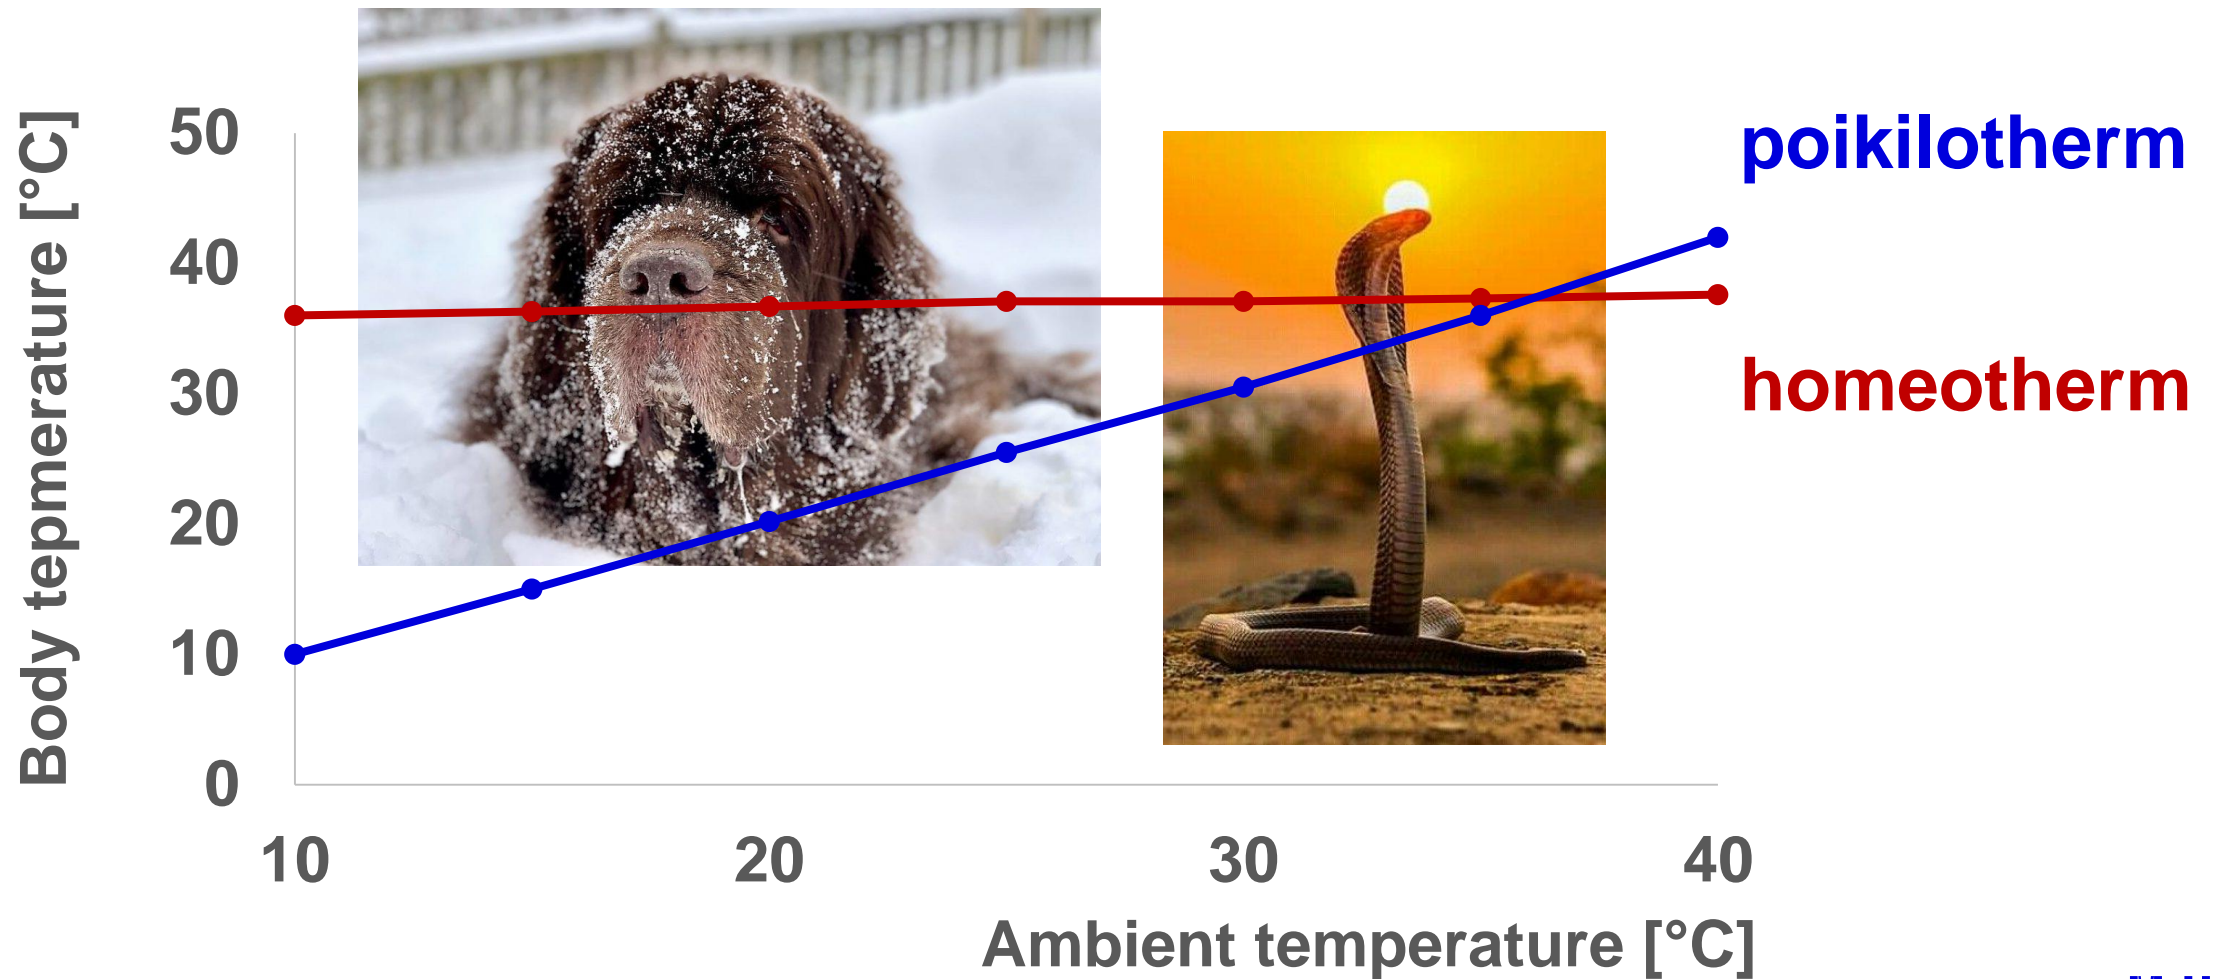 Body tepmerature [°C]
50
40
30
20
10
0
10 20 30 40
Ambient temperature [°C]
poikilotherm
homeotherm